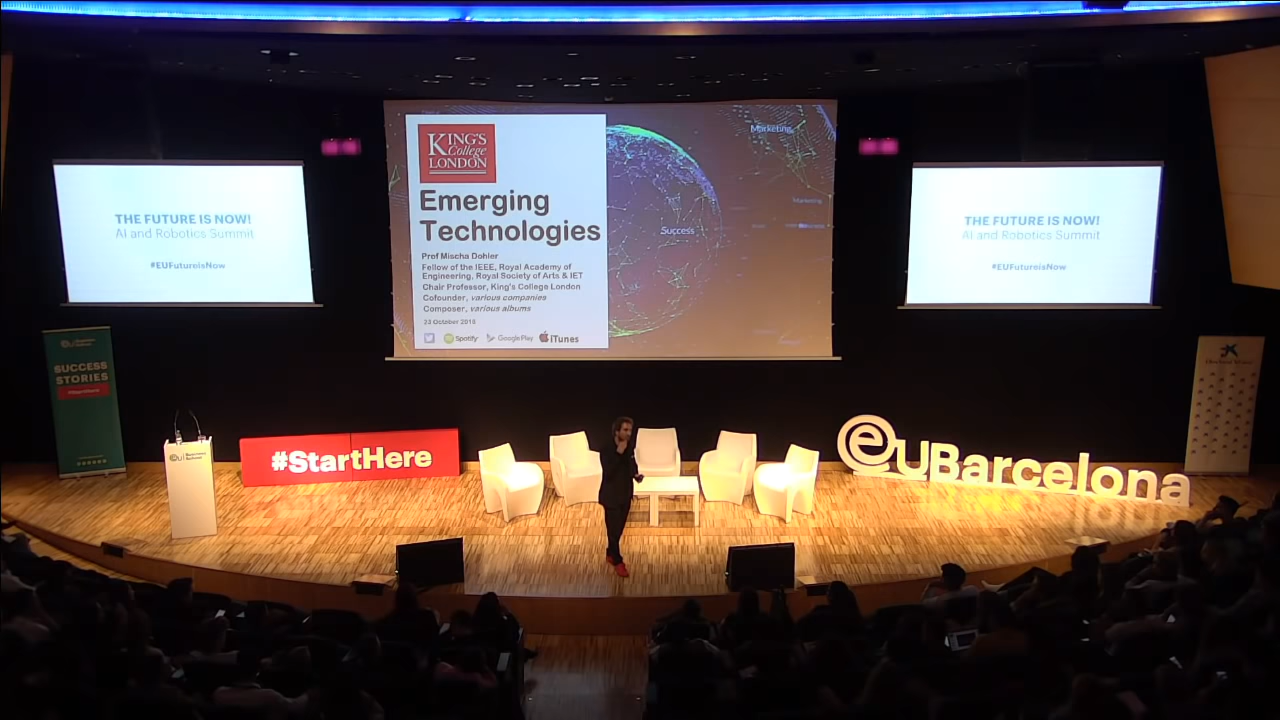 KING'S
College
LONDON
Emerging
Technologies
Prof Mischa Dohler
Fellow of the IEEE, Royal Academy of
Engineering, Royal Society of Arts & IET
Chair Professor, King's College London
Cofounder, various companies
Composer, various albums
Spotify
Google Play
iTunes
Marketing
Success
Marketing
THE FUTURE IS NOW!
AI and Robotics Summit
#EUFutureisNow
THE FUTURE IS NOW!
AI and Robotics Summit
#EUFutureisNow
SUCCESS
STORIES
eu
#StartHere
eUBarcelona